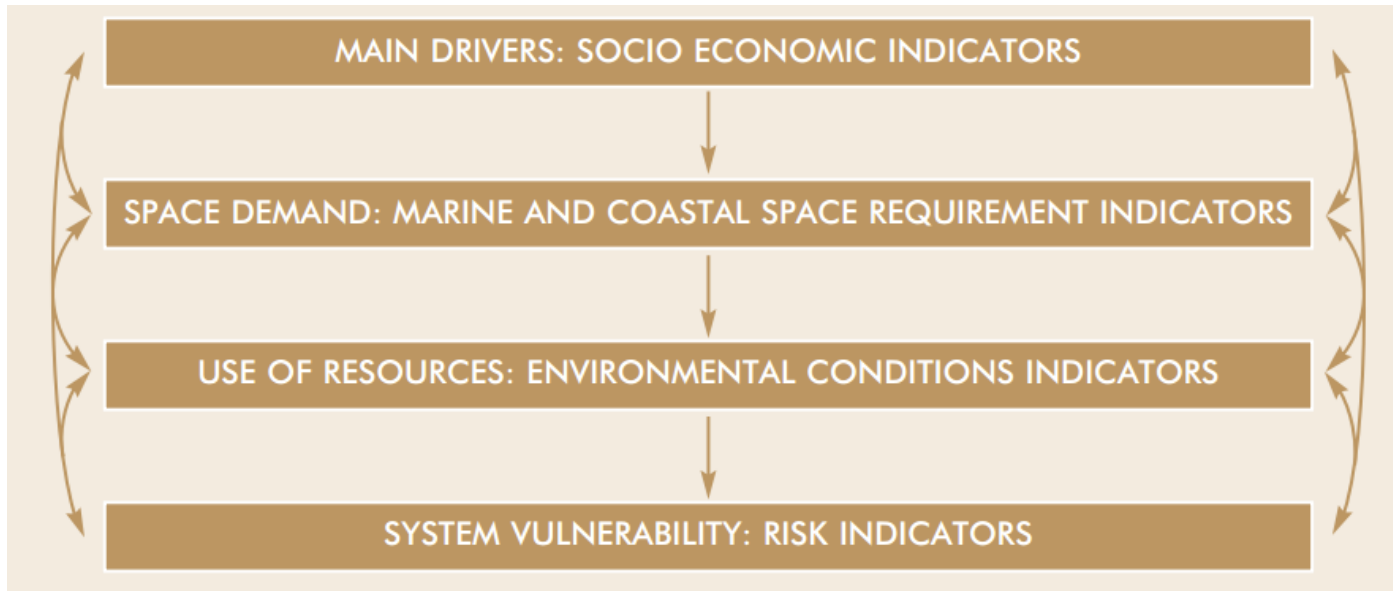 MAIN DRIVERS: SOCIO ECONOMIC INDICATORS
SPACE DEMAND: MARINE AND COASTAL SPACE REQUIREMENT INDICATORS
USE OF RESOURCES: ENVIRONMENTAL CONDITIONS INDICATORS
SYSTEM VULNERABILITY: RISK INDICATORS